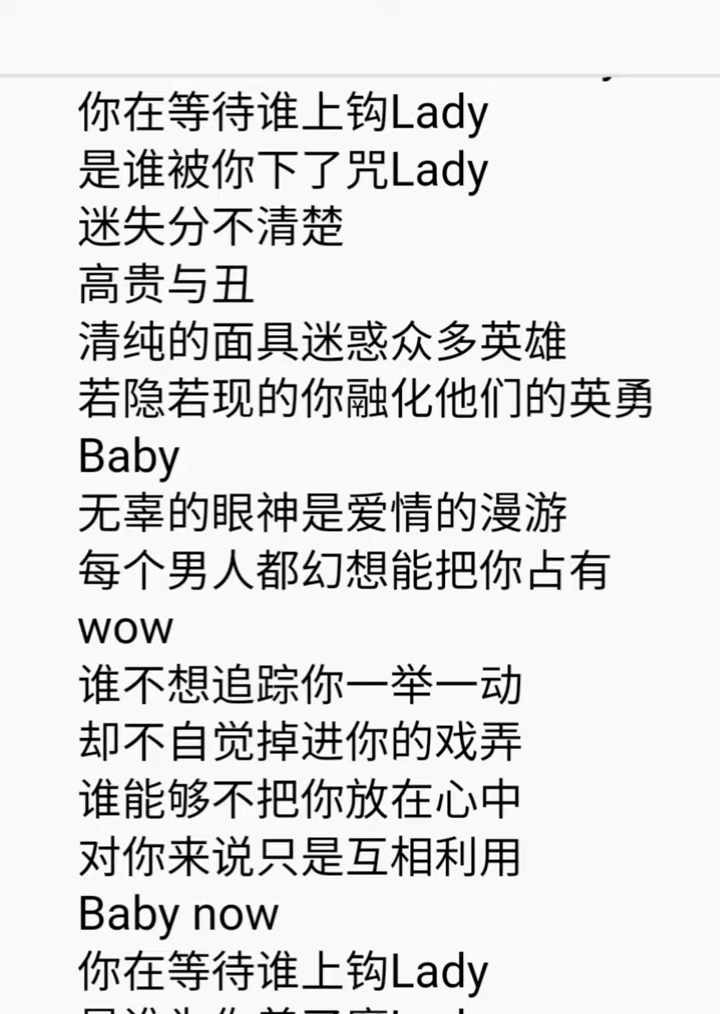 你在等待谁上钩Lady
是谁被你下了咒Lady
迷失分不清楚
高贵与丑
清纯的面具迷惑众多英雄
若隐若现的你融化他们的英勇
Baby
无辜的眼神是爱情的漫游
每个男人都幻想能把你占有
wow
谁不想追踪你一举一动
却不自觉掉进你的戏弄
谁能够不把你放在心中
对你来说只是互相利用
Baby now
你在等待谁上钩Lady